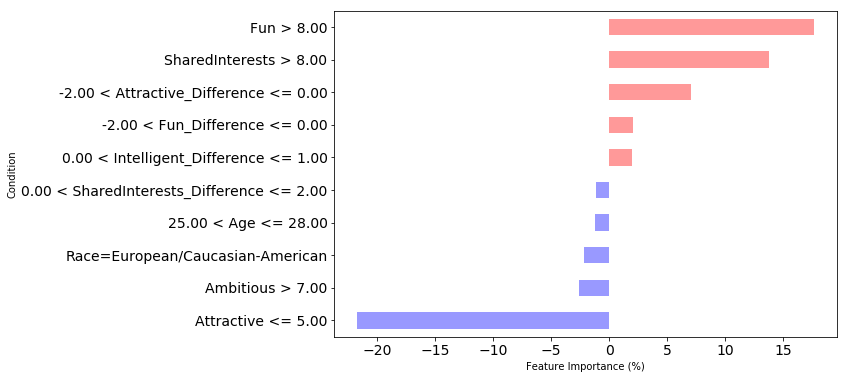 Fun > 8.00
SharedInterests > 8.00
-2.00 < Attractive_Difference <= 0.00
-2.00 < Fun_Difference <= 0.00
0.00 < Intelligent_Difference <= 1.00
0.00 < SharedInterests_Difference <= 2.00
25.00 < Age <= 28.00
Race=European/Caucasian-American
Ambitious > 7.00
Attractive <= 5.00
Condition
−20 −15 −10 −5 0 5 10 15
Feature Importance (%)